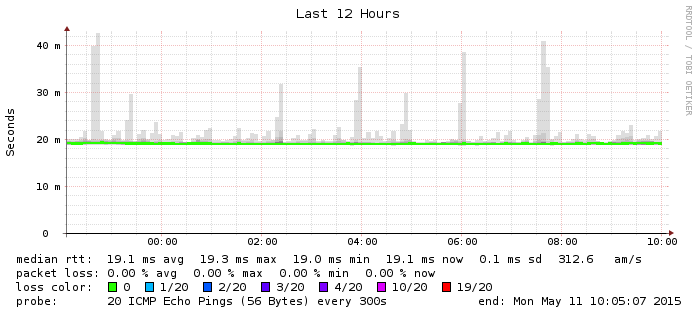 Last 12 Hours
RRDTOOL / TOBI OETIKER
Seconds
40 m
30 m
20 m
10 m
0
00:00 02:00 04:00 06:00 08:00 10:00
median rtt: 19.1 ms avg 19.3 ms max 19.0 ms min 19.1 ms now 0.1 ms sd 312.6 am/s
packet loss: 0.00 % avg 0.00 % max 0.00 % min 0.00 % now
loss color: 0 1/20 2/20 3/20 4/20 10/20 19/20
probe: 20 ICMP Echo Pings (56 Bytes) every 300s end: Mon May 11 10:05:07 2015